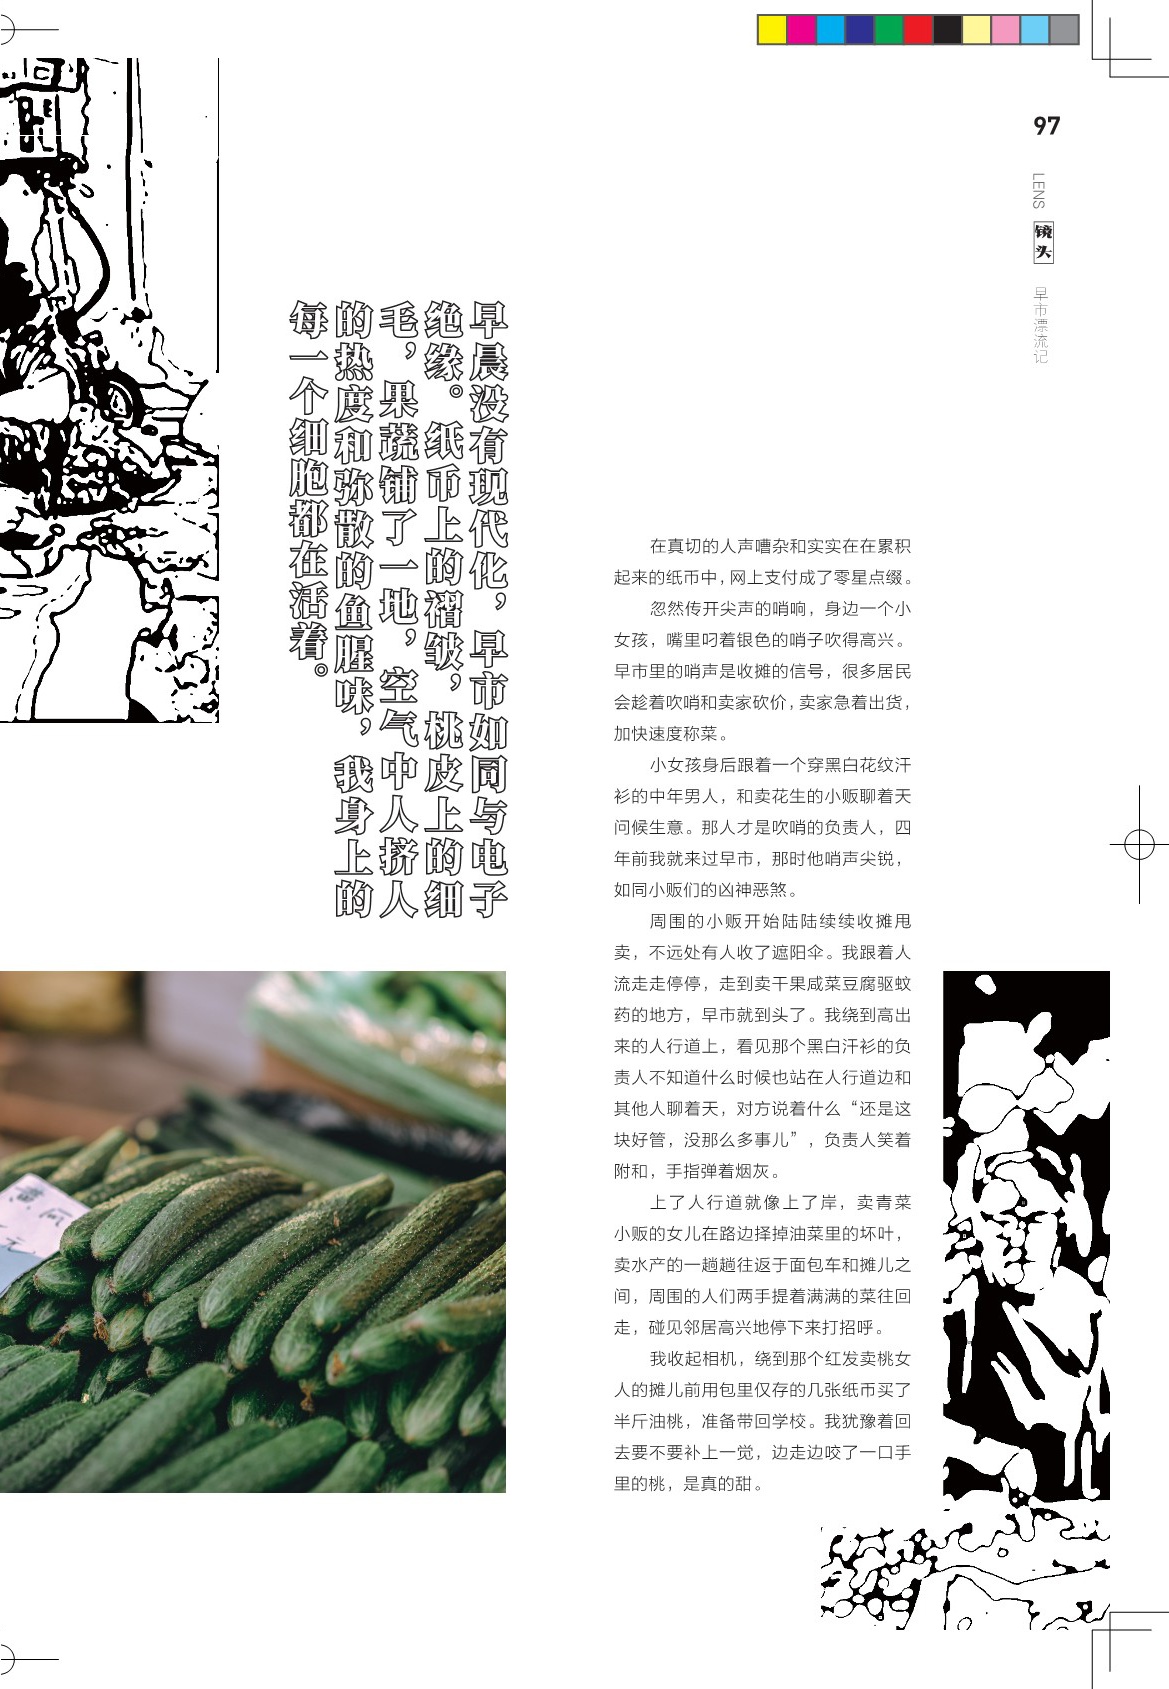 97
LENS
镜头
早市漂流记
早晨没有现代化，早市如同与电子
绝缘。纸币上的褶皱，桃皮上的细
毛，果蔬铺了一地，空气中人挤人
的热度和弥散的鱼腥味，我身上的
每一个细胞都在活着。
在真切的人声嘈杂和实实在在累积
起来的纸币中，网上支付成了零星点缀。
忽然传开尖声的哨响，身边一个小
女孩，嘴里叼着银色的哨子吹得高兴。
早市里的哨声是收摊的信号，很多居民
会趁着吹哨和卖家砍价，卖家急着出货，
加快速度称菜。
小女孩身后跟着一个穿黑白花纹汗
衫的中年男人，和卖花生的小贩聊着天
问候生意。那人才是吹哨的负责人，四
年前我就来过早市，那时他哨声尖锐，
如同小贩们的凶神恶煞。
周围的小贩开始陆陆续续收摊甩
卖，不远处有人收了遮阳伞。我跟着人
流走走停停，走到卖干果咸菜豆腐驱蚊
药的地方，早市就到头了。我绕到高出
来的人行道上，看见那个黑白汗衫的负
责人不知道什么时候也站在人行道边和
其他人聊着天，对方说着什么“还是这
块好管，没那么多事儿”，负责人笑着
附和，手指弹着烟灰。
上了人行道就像上了岸，卖青菜
小贩的女儿在路边择掉油菜里的坏叶，
卖水产的一趟趟往返于面包车和摊儿之
间，周围的人们两手提着满满的菜往回
走，碰见邻居高兴地停下来打招呼。
我收起相机，绕到那个红发卖桃女
人的摊儿前用包里仅存的几张纸币买了
半斤油桃，准备带回学校。我犹豫着回
去要不要补上一觉，边走边咬了一口手
里的桃，是真的甜。